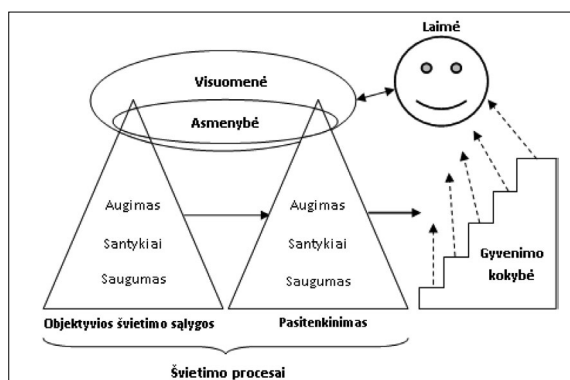 Laimė
Visuomenė
Asmenybė
Augimas
Santykiai
Saugumas
Augimas
Santykiai
Saugumas
Gyvenimo
kokybė
Objektyvios švietimo sąlygos
Pasitenkinimas
Švietimo procesai